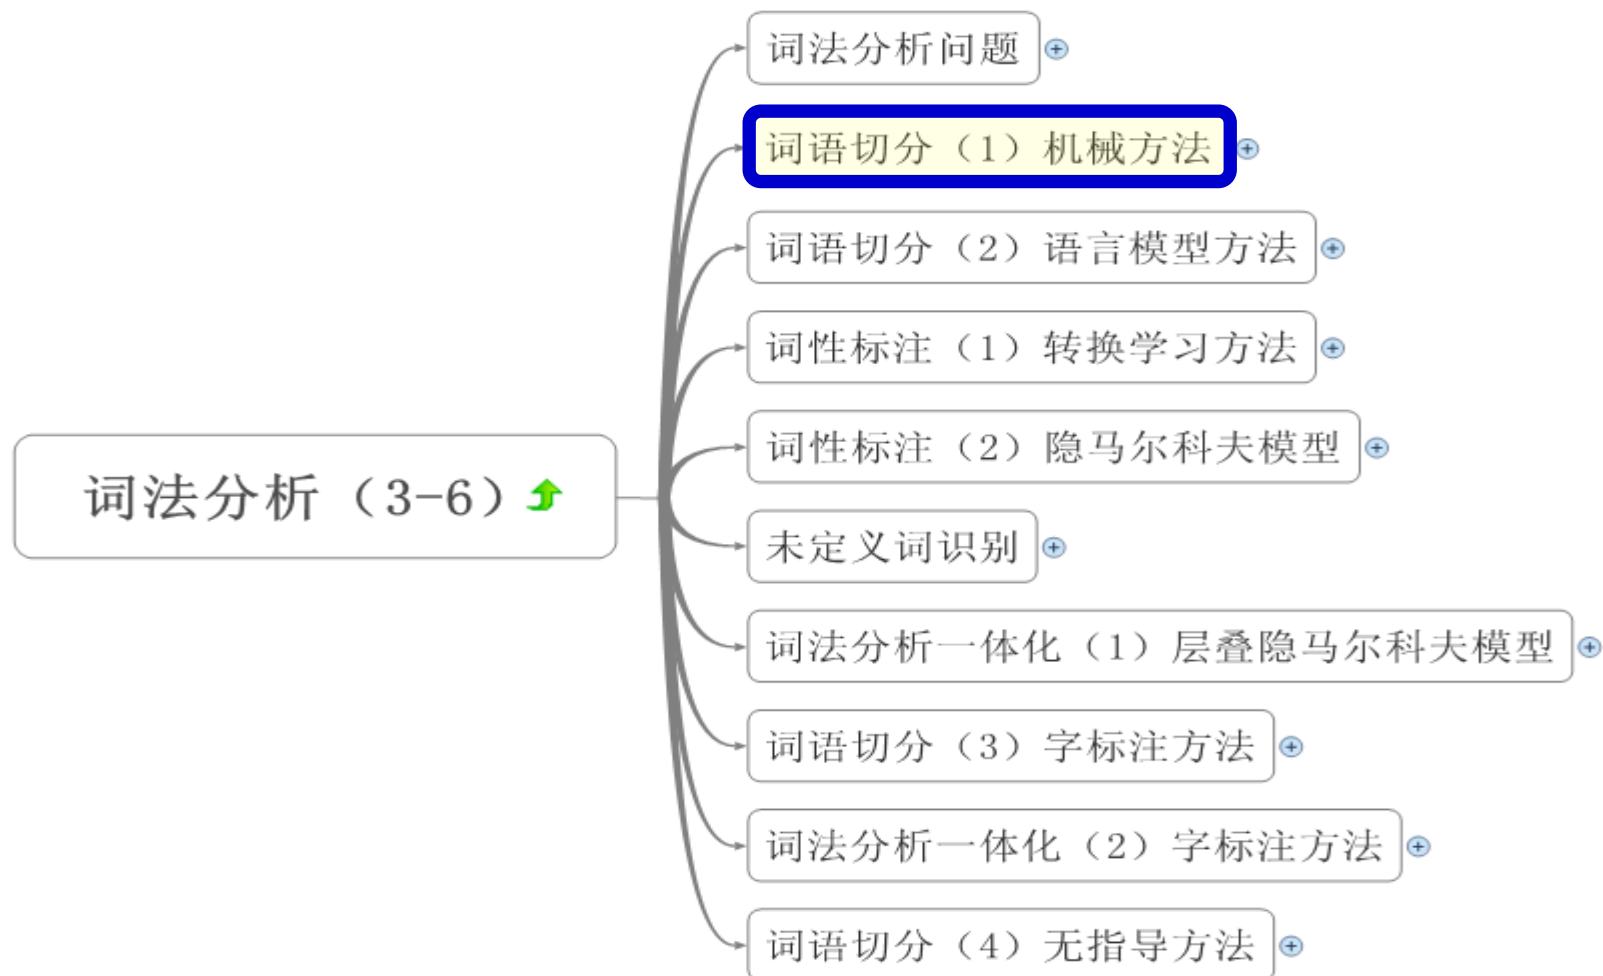 词法分析问题
词语切分（1）机械方法
词语切分（2）语言模型方法
词性标注（1）转换学习方法
词性标注（2）隐马尔科夫模型
词法分析（3-6）
未定义词识别
词法分析一体化（1）层叠隐马尔科夫模型
词语切分（3）字标注方法
词法分析一体化（2）字标注方法
词语切分（4）无指导方法